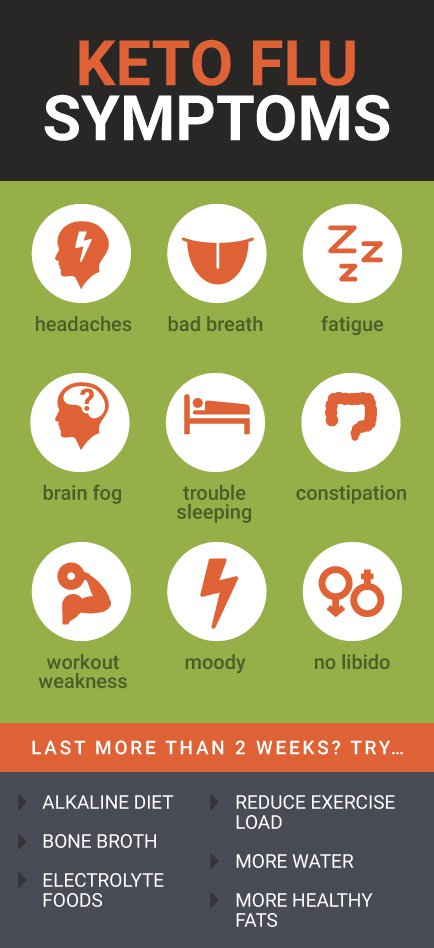 KETO FLU
SYMPTOMS
headaches
bad breath
fatigue
?
brain fog
trouble
sleeping
constipation
workout
weakness
moody
no libido
LAST MORE THAN 2 WEEKS? TRY...
ALKALINE DIET
BONE BROTH
ELECTROLYTE
FOODS
REDUCE EXERCISE
LOAD
MORE WATER
MORE HEALTHY
FATS